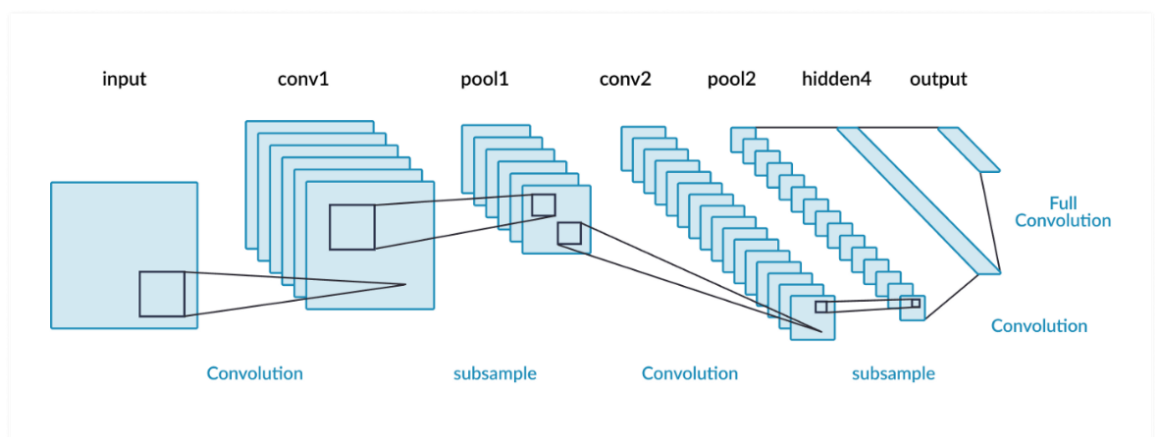 input
conv1
pool1
conv2
pool2
hidden4
output
Full
Convolution
Convolution
Convolution
subsample
Convolution
subsample